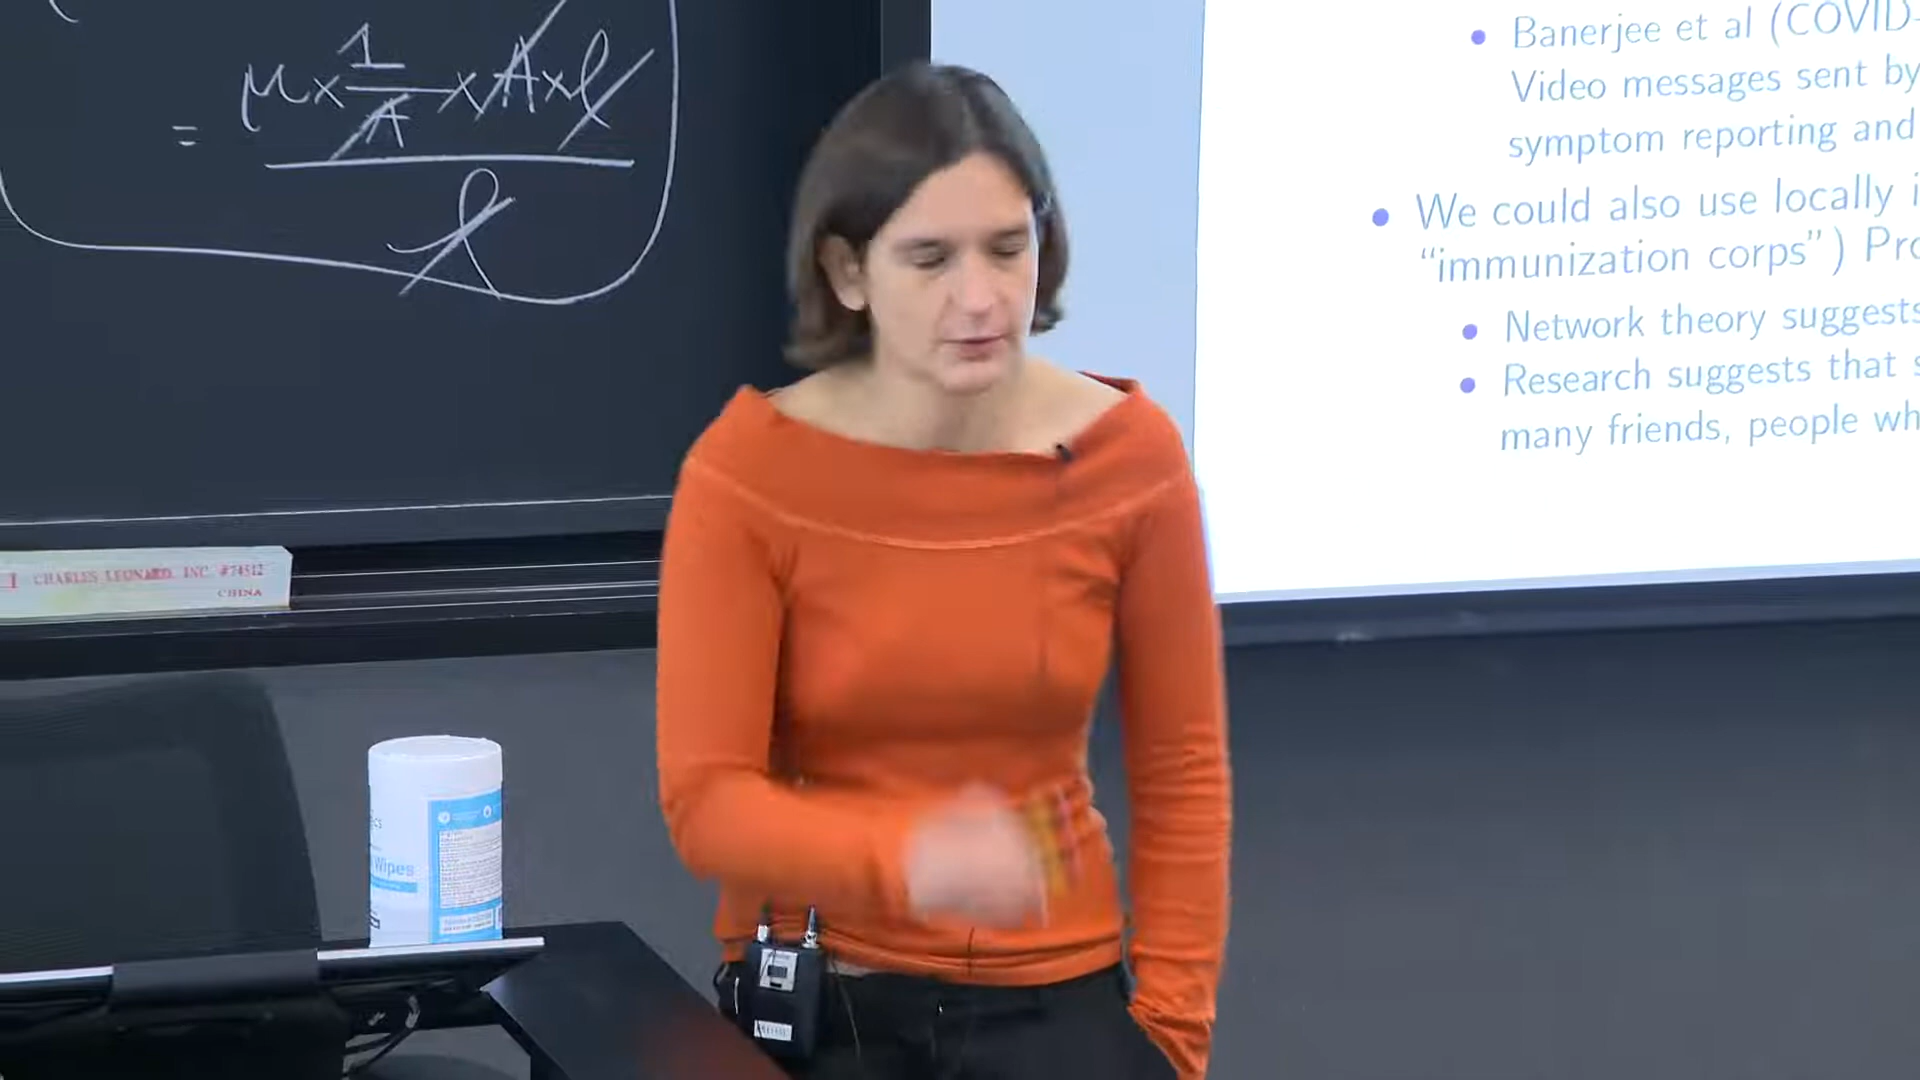 μ x 1/A x A x l
=
l
Banerjee et al (COVID-
Video messages sent by
symptom reporting and
We could also use locally i
“immunization corps”) Pro
Network theory suggests
Research suggests that s
many friends, people wh
CHARLES LEONARD INC #74512
CHINA
Wipes